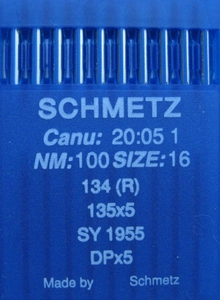 SCHMETZ
Canu: 20:05 1
NM:100 SIZE:16
134 (R)
135x5
SY 1955
DPx5
Made by Schmetz